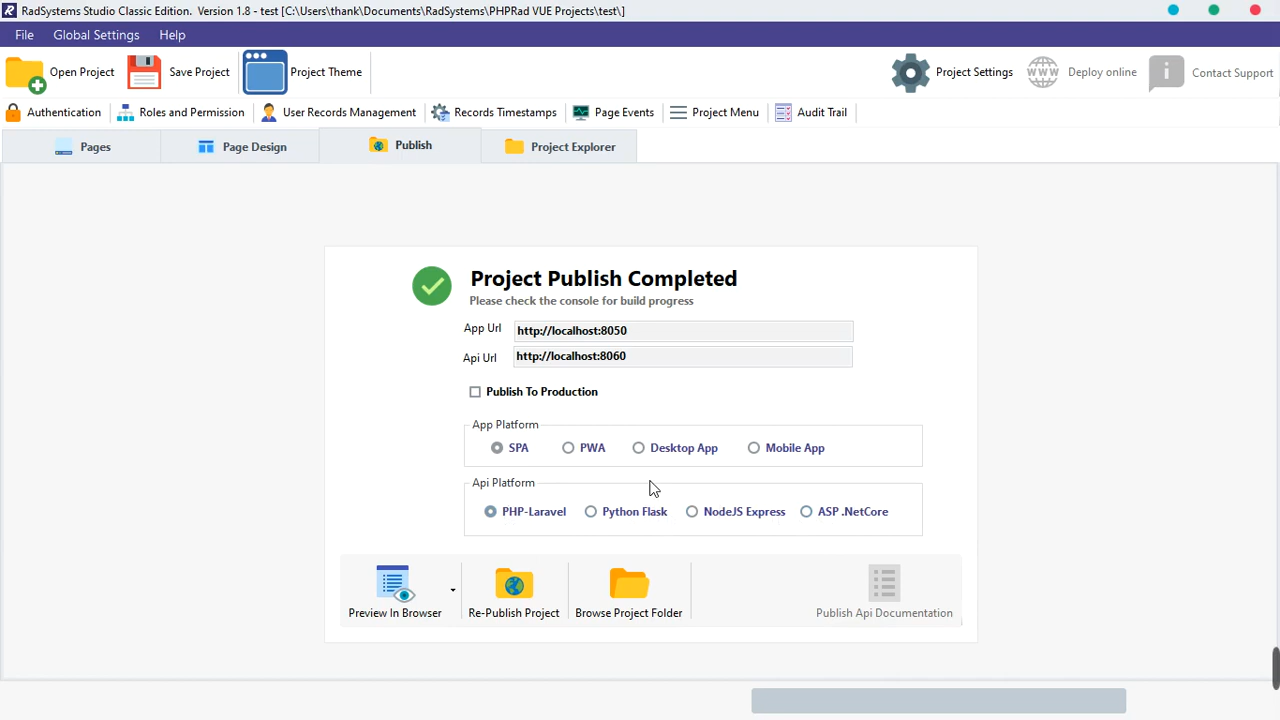 RadSystems Studio Classic Edition. Version 1.8 - test [C:\Users\thank\Documents\RadSystems\PHPRad VUE Projects\test\]
File Global Settings Help
Open Project Save Project Project Theme Project Settings WWW Deploy online Contact Support
Authentication Roles and Permission User Records Management Records Timestamps Page Events Project Menu Audit Trail
Pages Page Design Publish Project Explorer
Project Publish Completed
Please check the console for build progress
App Url http://localhost:8050
Api Url http://localhost:8060
Publish To Production
App Platform
SPA PWA Desktop App Mobile App
Api Platform
PHP-Laravel Python Flask NodeJS Express ASP .NetCore
Preview In Browser Re-Publish Project Browse Project Folder Publish Api Documentation